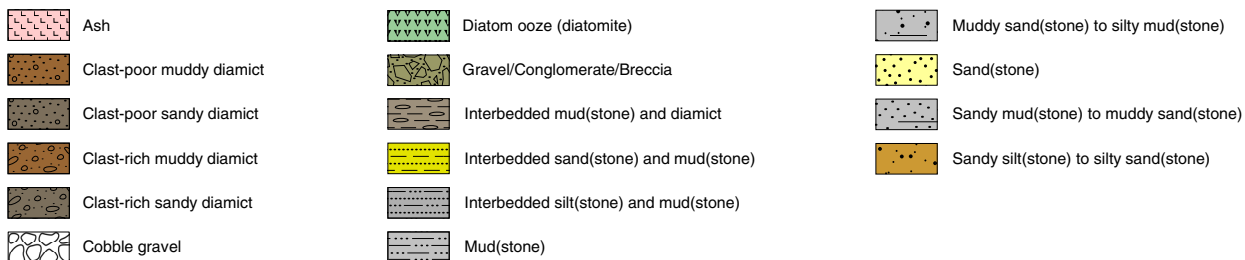 Ash
Clast-poor muddy diamict
Clast-poor sandy diamict
Clast-rich muddy diamict
Clast-rich sandy diamict
Cobble gravel
Diatom ooze (diatomite)
Gravel/Conglomerate/Breccia
Interbedded mud(stone) and diamict
Interbedded sand(stone) and mud(stone)
Interbedded silt(stone) and mud(stone)
Mud(stone)
Muddy sand(stone) to silty mud(stone)
Sand(stone)
Sandy mud(stone) to muddy sand(stone)
Sandy silt(stone) to silty sand(stone)